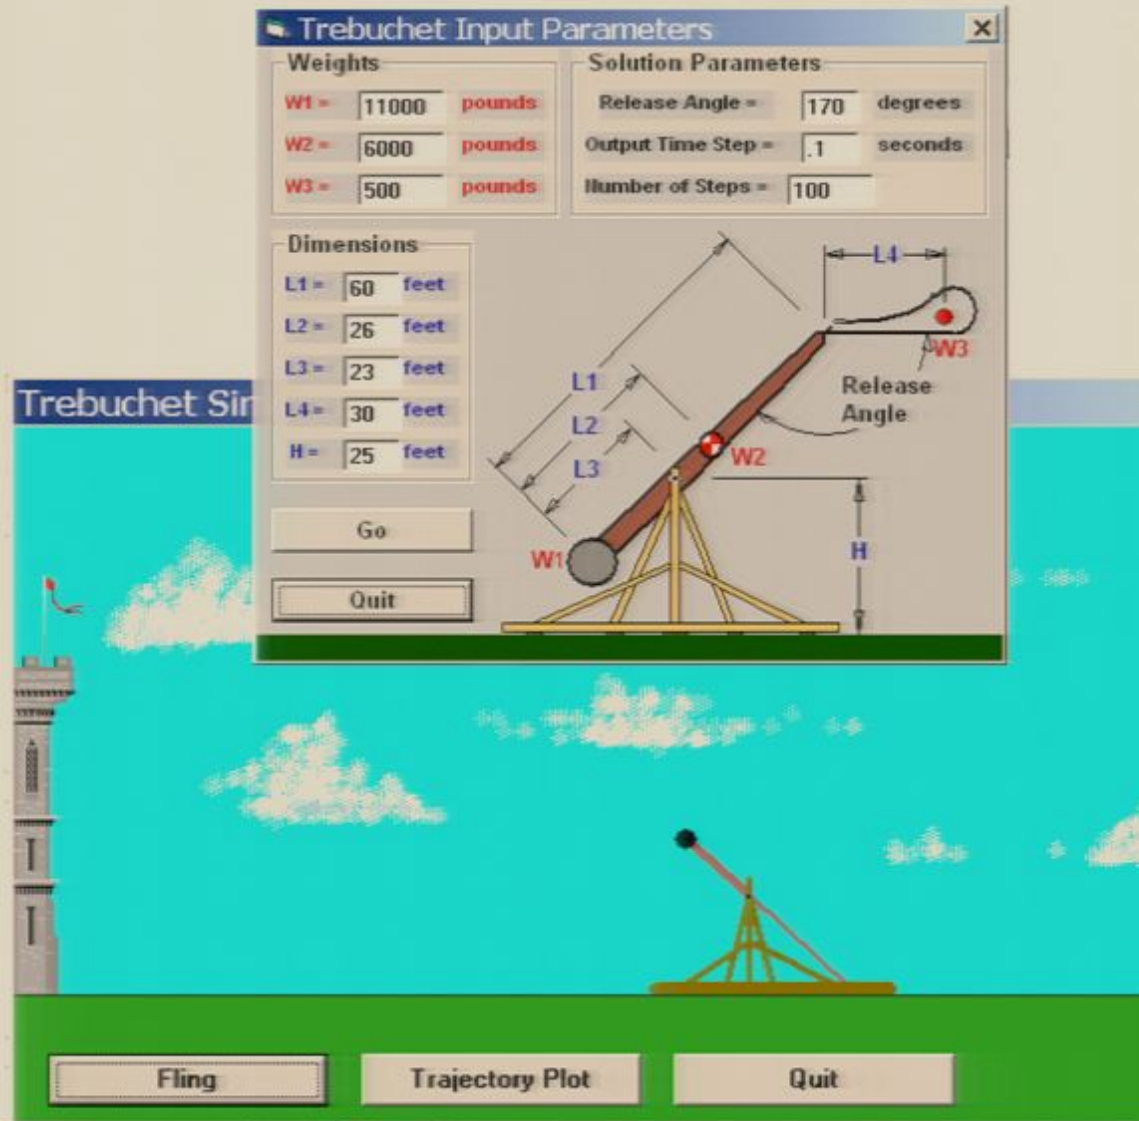 Trebuchet Input Parameters
Weights
W1 = 11000 pounds
W2 = 6000 pounds
W3 = 500 pounds
Solution Parameters
Release Angle = 170 degrees
Output Time Step = .1 seconds
Number of Steps = 100
Dimensions
L1 = 60 feet
L2 = 26 feet
L3 = 23 feet
L4 = 30 feet
H = 25 feet
Go
Quit
L4
W3
L1
Release
Angle
L2
W2
L3
W1
H
Trebuchet Sir
Fling
Trajectory Plot
Quit